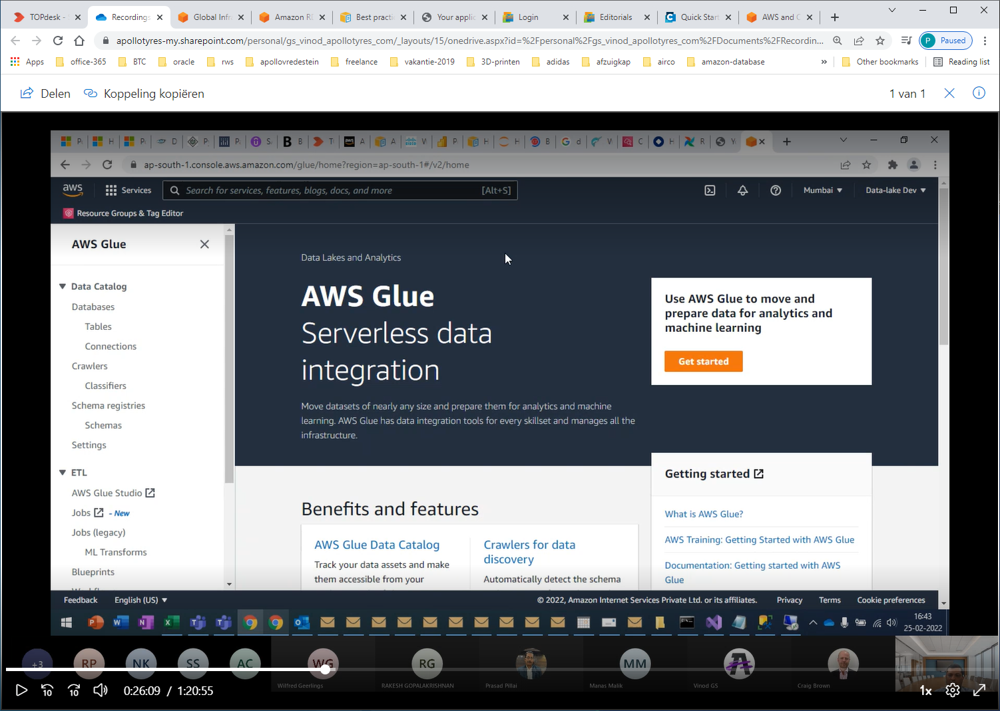 TOPdesk -
Recordings
Global Infra
Amazon RD
Best practi
Your applic
Login
Editorials
Quick Start
AWS and C
apollotyres-my.sharepoint.com/personal/gs_vinod_apollotyres_com/_layouts/15/onedrive.aspx?id=%2Fpersonal%2Fgs_vinod_apollotyres_com%2FDocuments%2FRecordin...
P Paused
Apps office-365 BTC oracle rws apollovredestein freelance vakantie-2019 3D-printen adidas afzuigkap airco amazon-database » Other bookmarks Reading list
Delen Koppeling kopiëren 1 van 1
ap-south-1.console.aws.amazon.com/glue/home?region=ap-south-1#/v2/home
aws Services Search for services, features, blogs, docs, and more [Alt+S] Mumbai Data-lake Dev
Resource Groups & Tag Editor
AWS Glue
Data Catalog
Databases
Tables
Connections
Crawlers
Classifiers
Schema registries
Schemas
Settings
ETL
AWS Glue Studio
Jobs - New
Jobs (legacy)
ML Transforms
Blueprints
Data Lakes and Analytics
AWS Glue
Serverless data
integration
Move datasets of nearly any size and prepare them for analytics and machine
learning. AWS Glue has data integration tools for every skillset and manages all the
infrastructure.
Use AWS Glue to move and
prepare data for analytics and
machine learning
Get started
Benefits and features
AWS Glue Data Catalog
Track your data assets and make
them accessible from your
Crawlers for data
discovery
Automatically detect the schema
Getting started
What is AWS Glue?
AWS Training: Getting Started with AWS Glue
Documentation: Getting started with AWS
Glue
Feedback English (US) © 2022, Amazon Internet Services Private Ltd. or its affiliates. Privacy Terms Cookie preferences
16:43
25-02-2022
+3 RP NK SS AC WG RG MM
Wilfred Geerlings RAKESH GOPALAKRISHNAN Prasad Pillai Manas Malik Vinod GS Craig Brown
10 10 0:26:09 / 1:20:55 1x